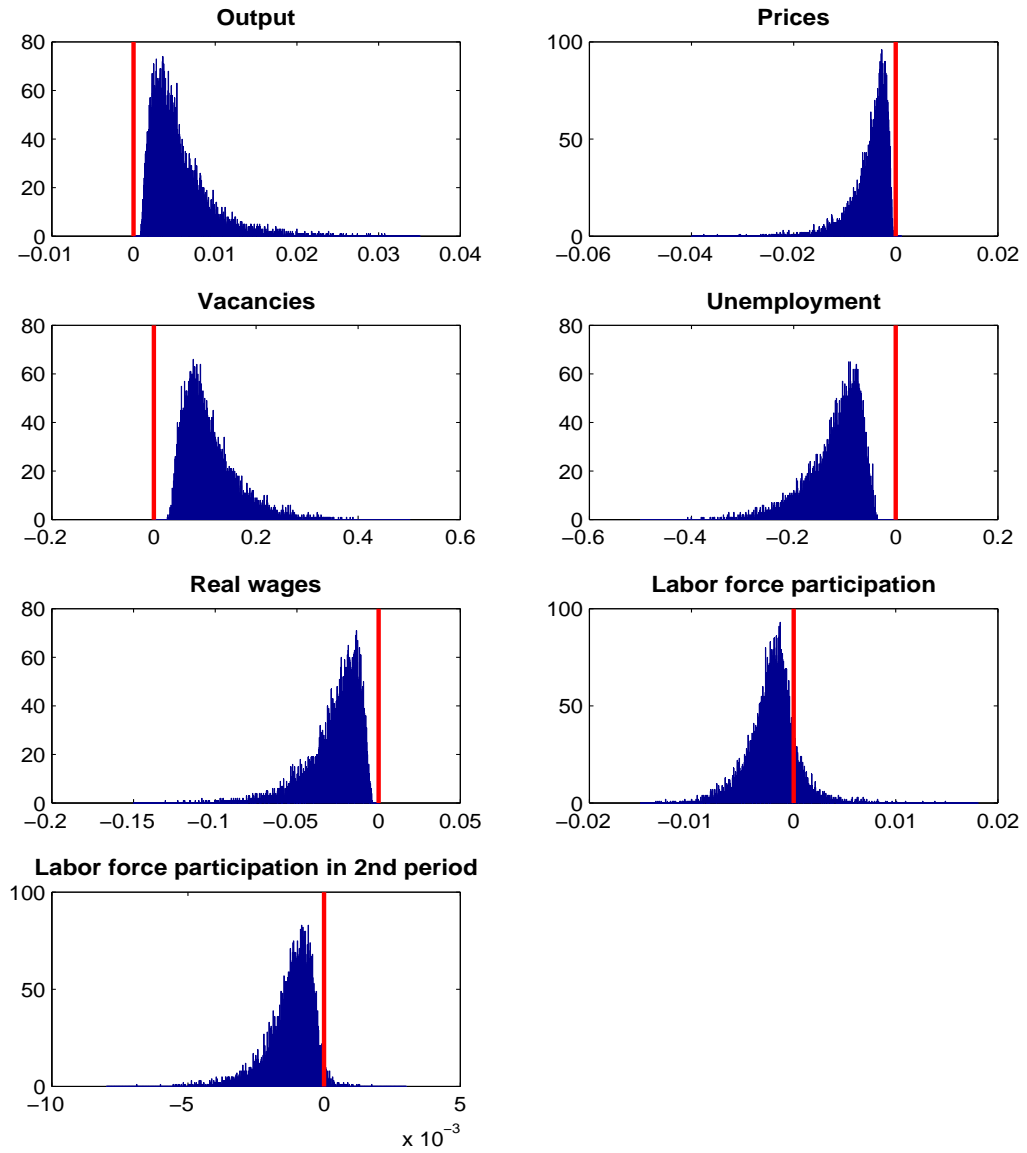 Output
80
60
40
20
0
−0.01 0 0.01 0.02 0.03 0.04
Prices
100
50
0
−0.06 −0.04 −0.02 0 0.02
Vacancies
80
60
40
20
0
−0.2 0 0.2 0.4 0.6
Unemployment
80
60
40
20
0
−0.6 −0.4 −0.2 0 0.2
Real wages
80
60
40
20
0
−0.2 −0.15 −0.1 −0.05 0 0.05
Labor force participation
100
50
0
−0.02 −0.01 0 0.01 0.02
Labor force participation in 2nd period
100
50
0
−10 −5 0 5
x 10⁻³